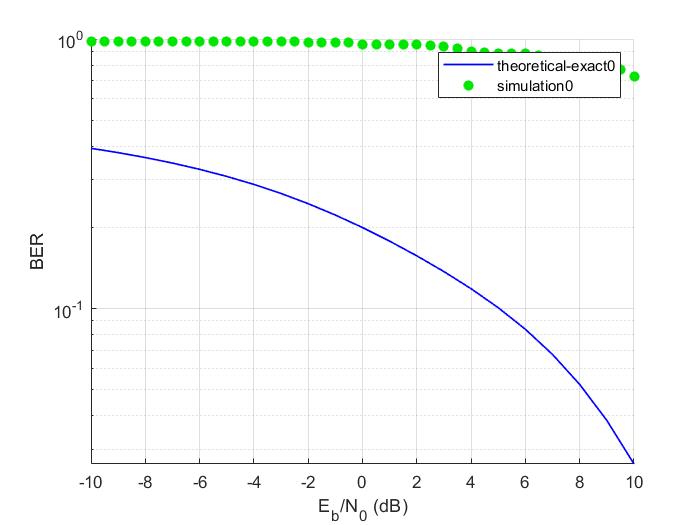 10^0
theoretical-exact0
simulation0
BER
10^-1
-10 -8 -6 -4 -2 0 2 4 6 8 10
E_b/N_0 (dB)